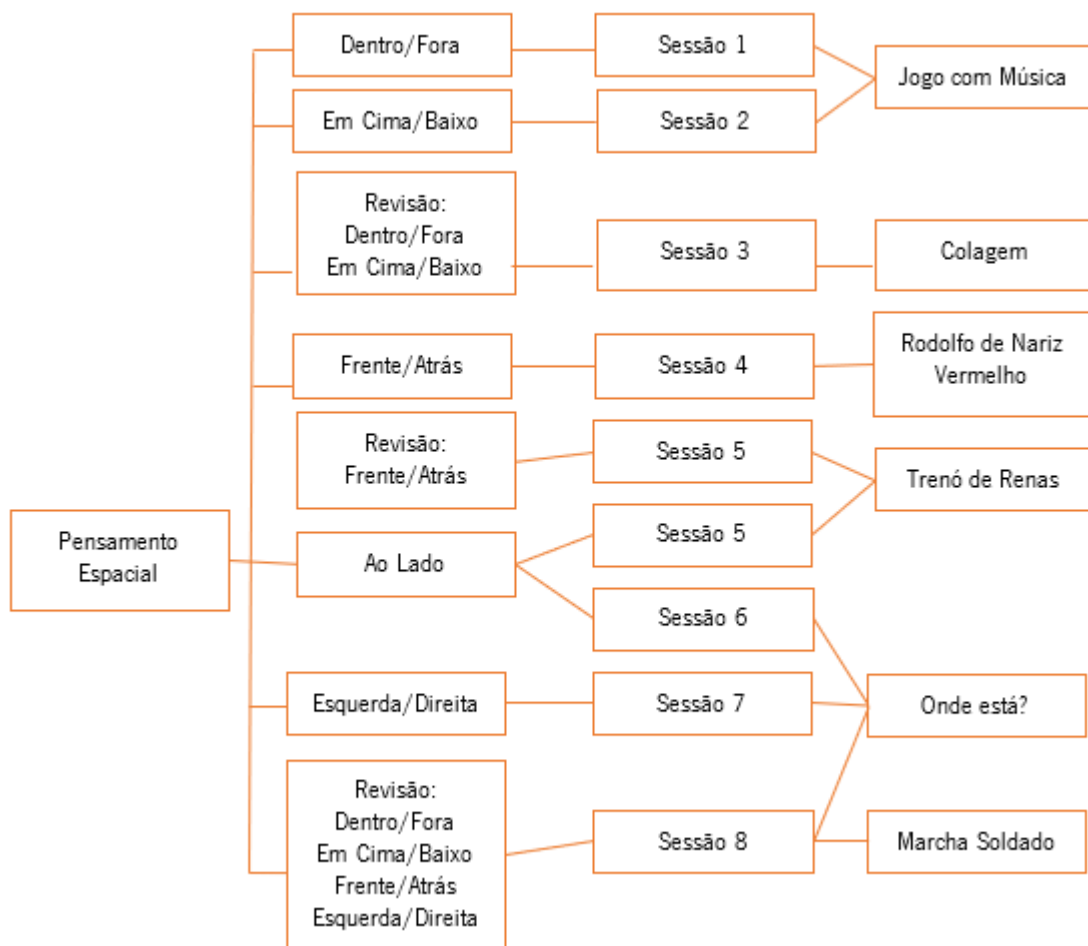 Dentro/Fora
Sessão 1
Jogo com Música
Em Cima/Baixo
Sessão 2
Revisão:
Dentro/Fora
Em Cima/Baixo
Sessão 3
Colagem
Frente/Atrás
Sessão 4
Rodolfo de Nariz
Vermelho
Revisão:
Frente/Atrás
Sessão 5
Trenó de Renas
Pensamento
Espacial
Ao Lado
Sessão 5
Sessão 6
Esquerda/Direita
Sessão 7
Onde está?
Revisão:
Dentro/Fora
Em Cima/Baixo
Frente/Atrás
Esquerda/Direita
Sessão 8
Marcha Soldado